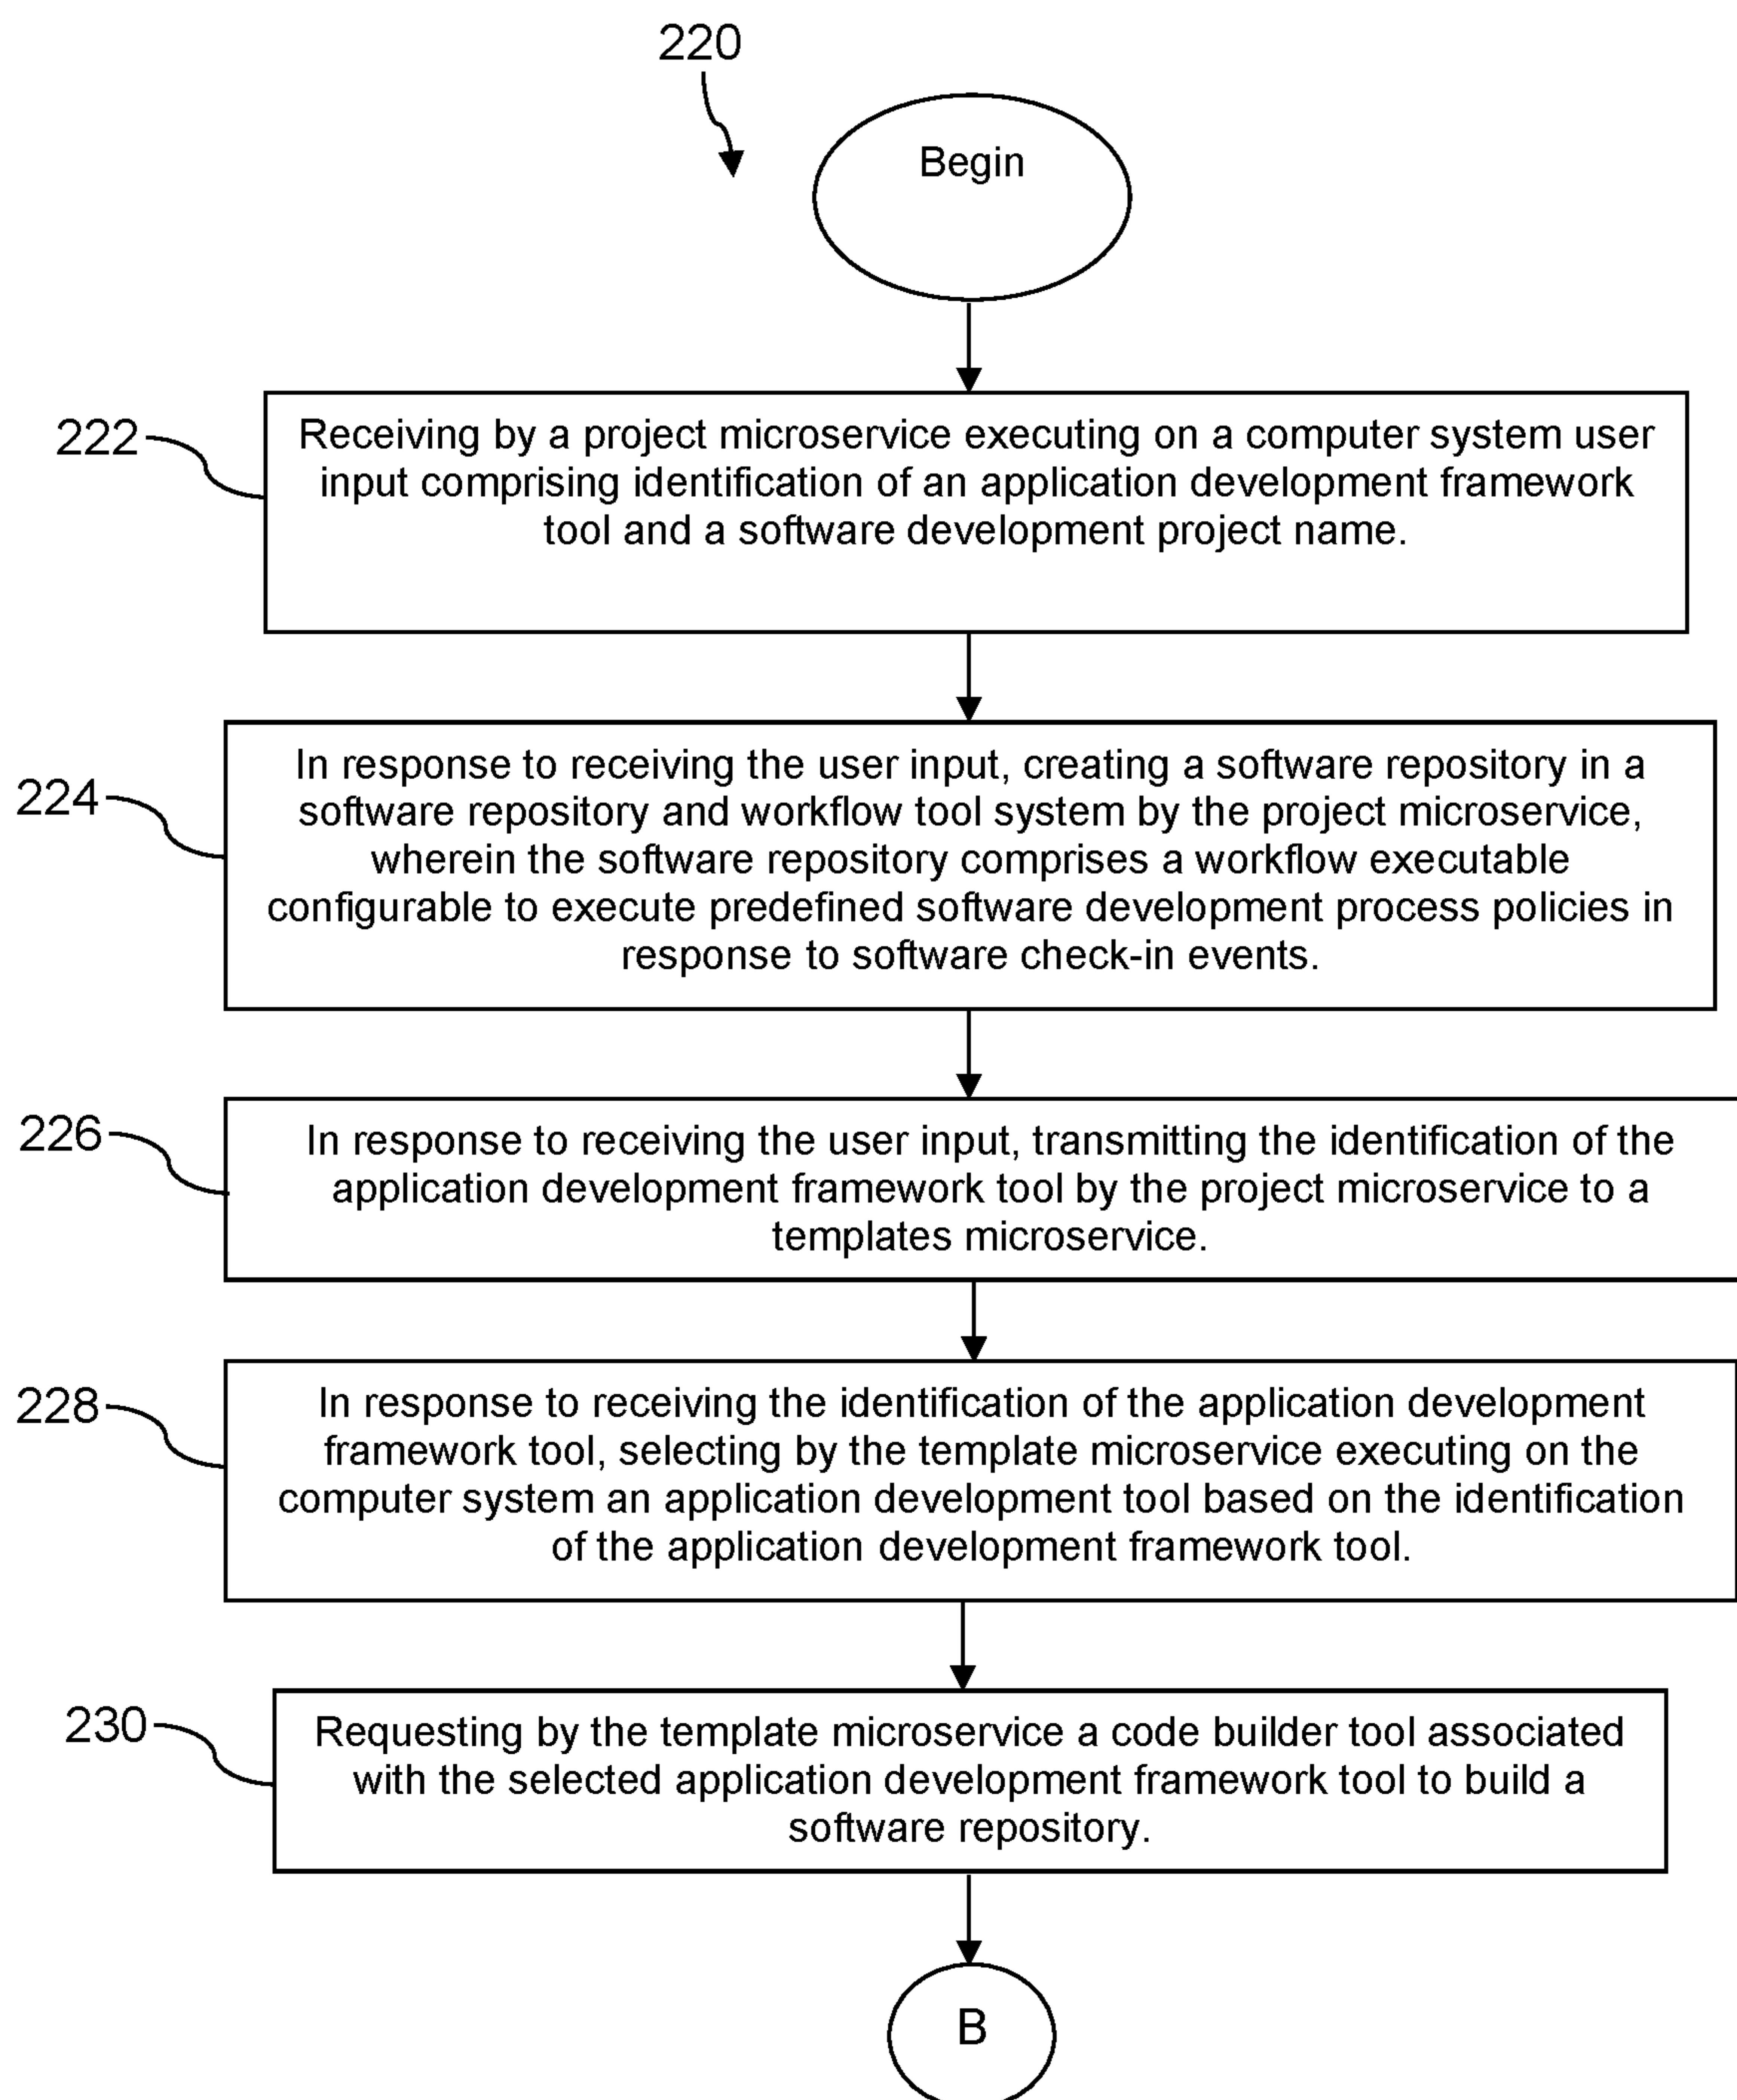 220
Begin
222
Receiving by a project microservice executing on a computer system user
input comprising identification of an application development framework
tool and a software development project name.
224
In response to receiving the user input, creating a software repository in a
software repository and workflow tool system by the project microservice,
wherein the software repository comprises a workflow executable
configurable to execute predefined software development process policies in
response to software check-in events.
226
In response to receiving the user input, transmitting the identification of the
application development framework tool by the project microservice to a
templates microservice.
228
In response to receiving the identification of the application development
framework tool, selecting by the template microservice executing on the
computer system an application development tool based on the identification
of the application development framework tool.
230
Requesting by the template microservice a code builder tool associated
with the selected application development framework tool to build a
software repository.
B